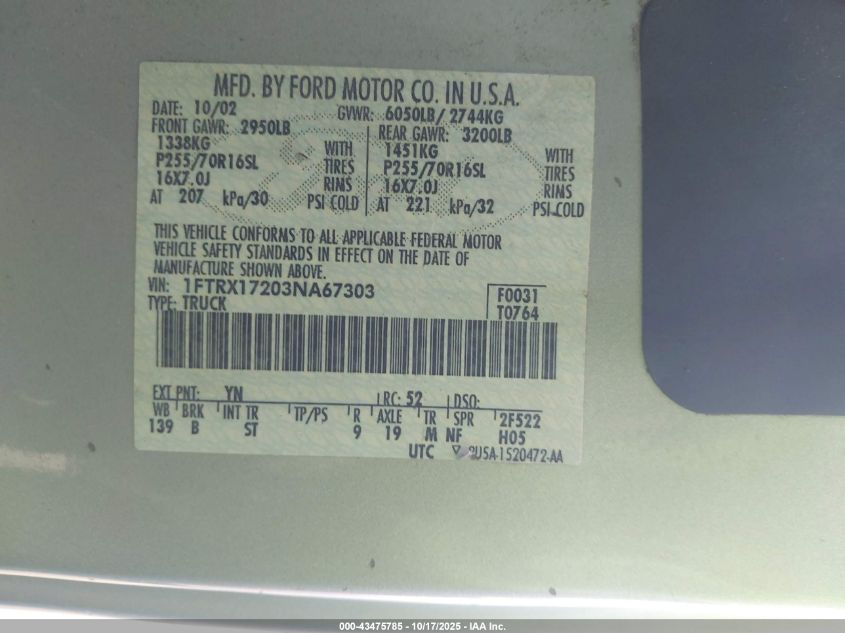 MFD. BY FORD MOTOR CO. IN U.S.A.
DATE: 10/02 GVWR: 6050LB/ 2744KG
FRONT GAWR: 2950LB REAR GAWR: 3200LB
1338KG WITH 1451KG WITH
P255/70R16SL TIRES P255/70R16SL TIRES
16X7.0J RIMS 16X7.0J RIMS
AT 207 kPa/30 PSI COLD AT 221 kPa/32 PSI COLD
THIS VEHICLE CONFORMS TO ALL APPLICABLE FEDERAL MOTOR
VEHICLE SAFETY STANDARDS IN EFFECT ON THE DATE OF
MANUFACTURE SHOWN ABOVE.
VIN: 1FTRX17203NA67303 F0031
TYPE: TRUCK T0764
EXT PNT: YN RC: 52 DSO:
WB BRK INT TR TP/PS R AXLE TR SPR 2F522
139 B ST 9 19 M NF H05
UTC 2U5A-1520472-AA
000-43475785 - 10/17/2025 - IAA Inc.